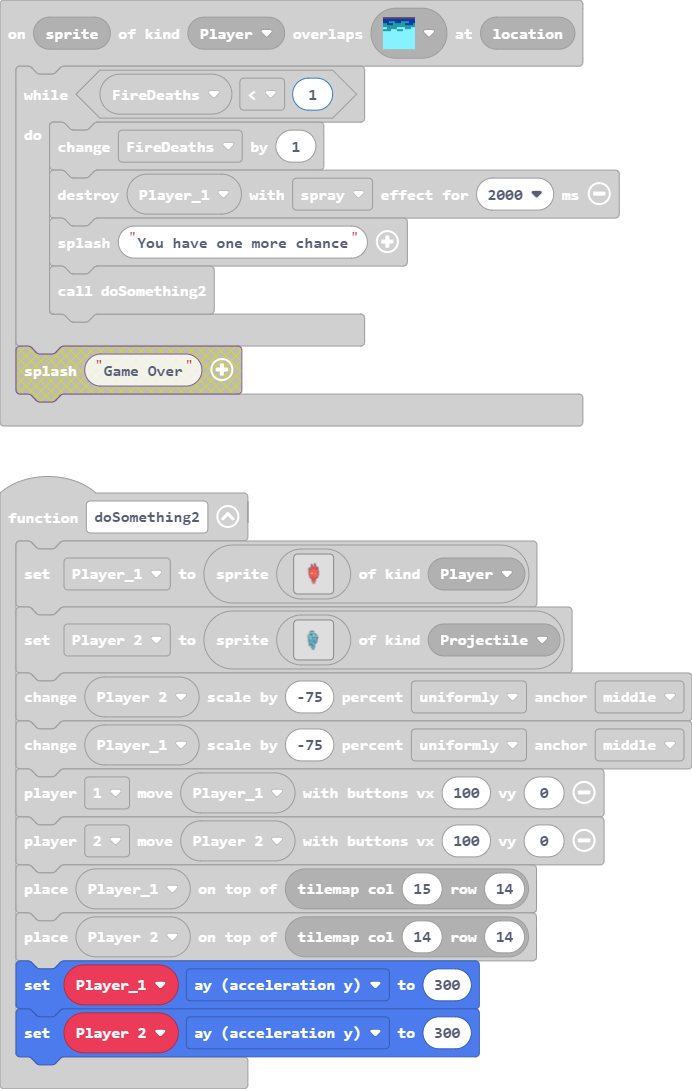 on sprite of kind Player overlaps at location
while FireDeaths < 1
do
change FireDeaths by 1
destroy Player_1 with spray effect for 2000 ms
splash "You have one more chance"
call doSomething2
splash "Game Over"
function doSomething2
set Player_1 to sprite of kind Player
set Player 2 to sprite of kind Projectile
change Player 2 scale by -75 percent uniformly anchor middle
change Player_1 scale by -75 percent uniformly anchor middle
player 1 move Player_1 with buttons vx 100 vy 0
player 2 move Player 2 with buttons vx 100 vy 0
place Player_1 on top of tilemap col 15 row 14
place Player 2 on top of tilemap col 14 row 14
set Player_1 ay (acceleration y) to 300
set Player 2 ay (acceleration y) to 300